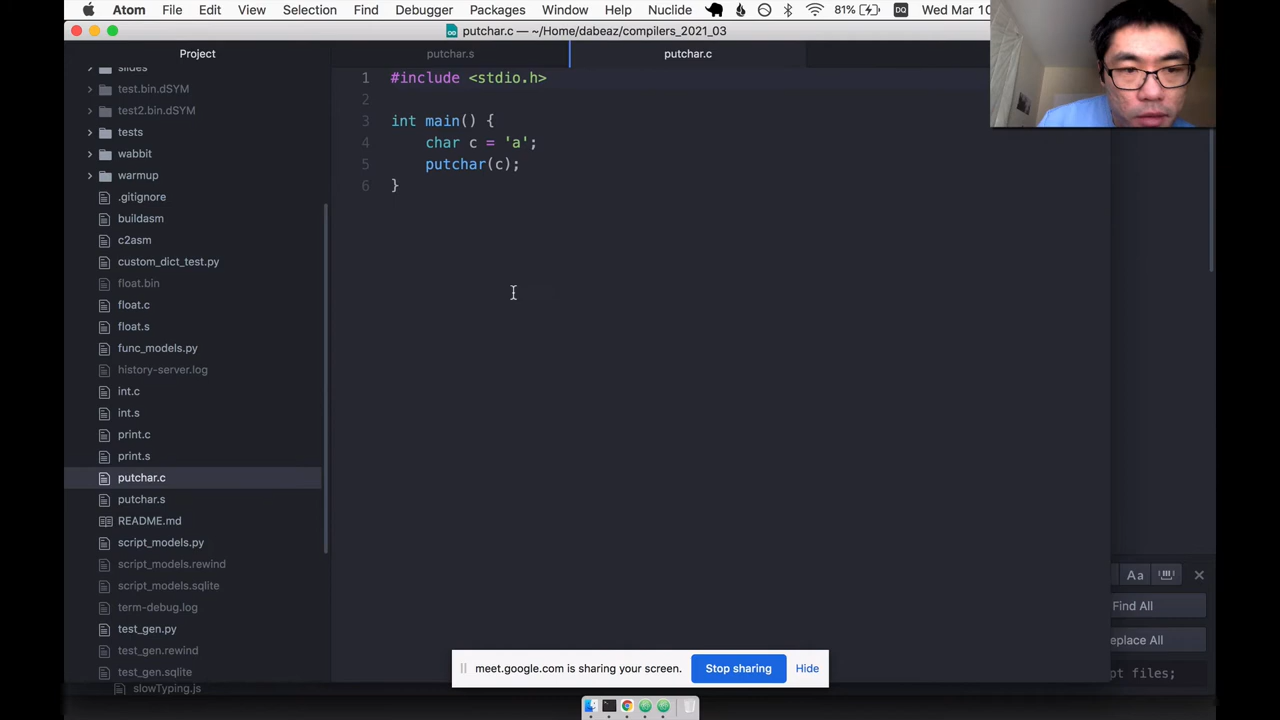 Atom File Edit View Selection Find Debugger Packages Window Help Nuclide 81% DQ Wed Mar 10
putchar.c — ~/Home/dabeaz/compilers_2021_03
Project
putchar.s
putchar.c
slides
test.bin.dSYM
test2.bin.dSYM
tests
wabbit
warmup
.gitignore
buildasm
c2asm
custom_dict_test.py
float.bin
float.c
float.s
func_models.py
history-server.log
int.c
int.s
print.c
print.s
putchar.c
putchar.s
README.md
script_models.py
script_models.rewind
script_models.sqlite
term-debug.log
test_gen.py
test_gen.rewind
test_gen.sqlite
slowTyping.js
1 #include <stdio.h>
2
3 int main() {
4 char c = 'a';
5 putchar(c);
6 }
Aa
Find All
eplace All
pt files;
meet.google.com is sharing your screen. Stop sharing Hide